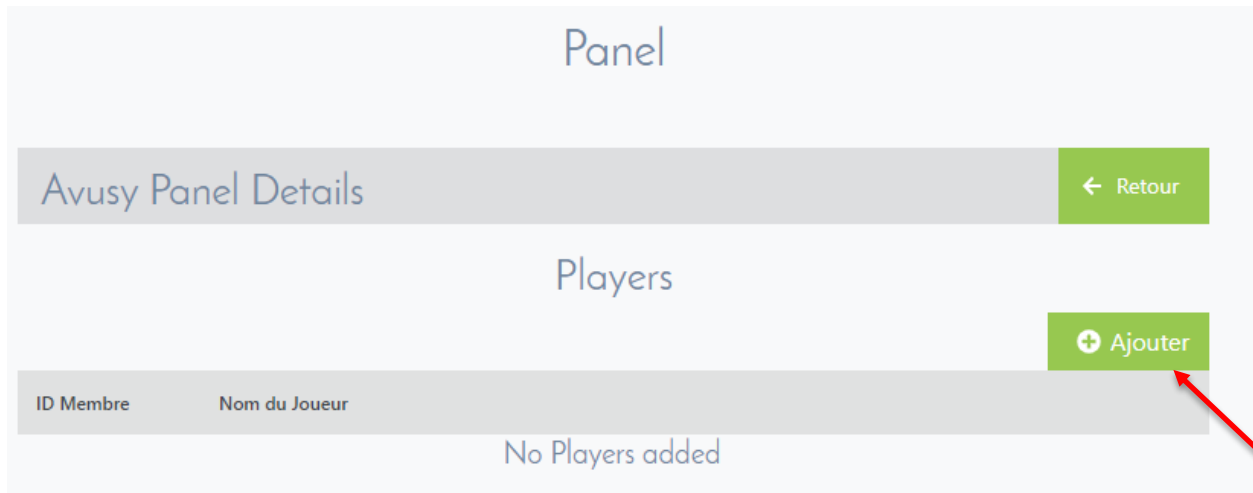 Panel
Avusy Panel Details
Retour
Players
Ajouter
ID Membre Nom du Joueur
No Players added